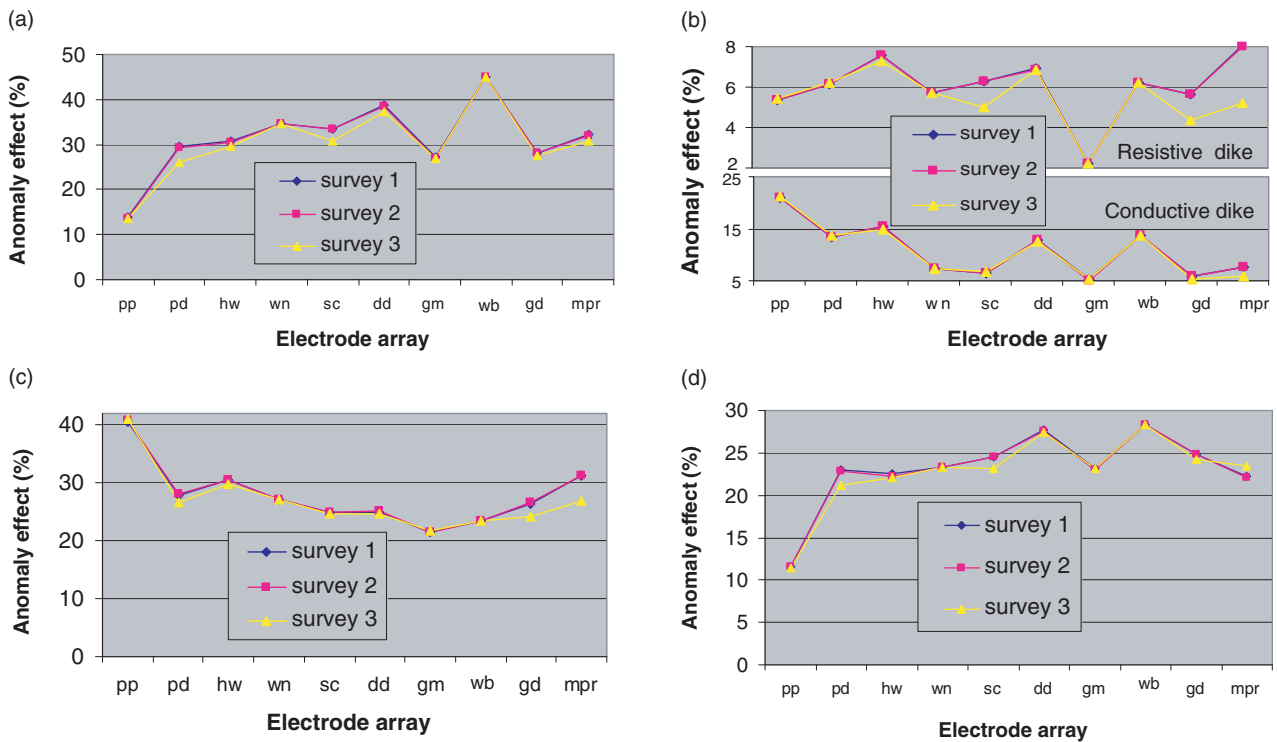 (a)
Anomaly effect (%)
50
40
30
20
10
0
survey 1
survey 2
survey 3
pp pd hw wn sc dd gm wb gd mpr
Electrode array
(b)
Anomaly effect (%)
8
6
4
2
25
15
5
survey 1
survey 2
survey 3
Resistive dike
Conductive dike
pp pd hw wn sc dd gm wb gd mpr
Electrode array
(c)
Anomaly effect (%)
40
30
20
10
0
survey 1
survey 2
survey 3
pp pd hw wn sc dd gm wb gd mpr
Electrode array
(d)
Anomaly effect (%)
30
25
20
15
10
5
0
survey 1
survey 2
survey 3
pp pd hw wn sc dd gm wb gd mpr
Electrode array